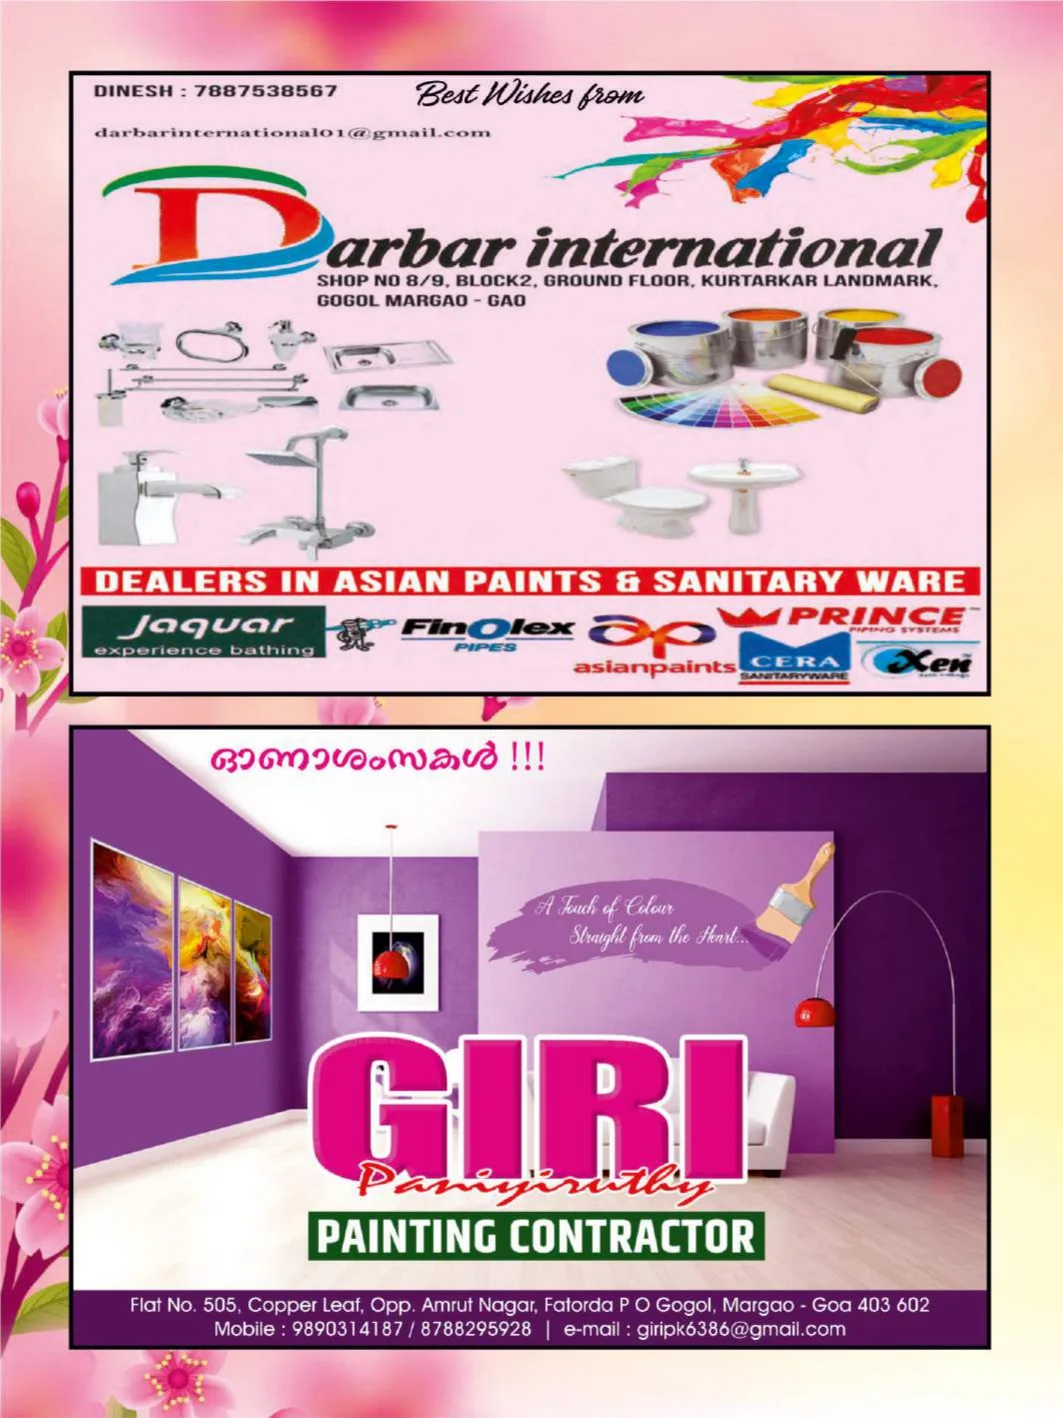 DINESH : 7887538567
Best Wishes from
darbarinternational01@gmail.com
Darbar international
SHOP NO 8/9, BLOCK2, GROUND FLOOR, KURTARKAR LANDMARK,
GOGOL MARGAO - GAO
DEALERS IN ASIAN PAINTS & SANITARY WARE
Jaquar
experience bathing
FinOlex
PIPES
ap
asianpaints
PRINCE™
PIPING SYSTEMS
CERA
SANITARYWARE
Oxen
ഓണാശംസകൾ !!!
A Touch of Colour
Straight from the Heart...
GIRI
Paniyiruthy
PAINTING CONTRACTOR
Flat No. 505, Copper Leaf, Opp. Amrut Nagar, Fatorda P O Gogol, Margao - Goa 403 602
Mobile : 9890314187 / 8788295928 | e-mail : giripk6386@gmail.com